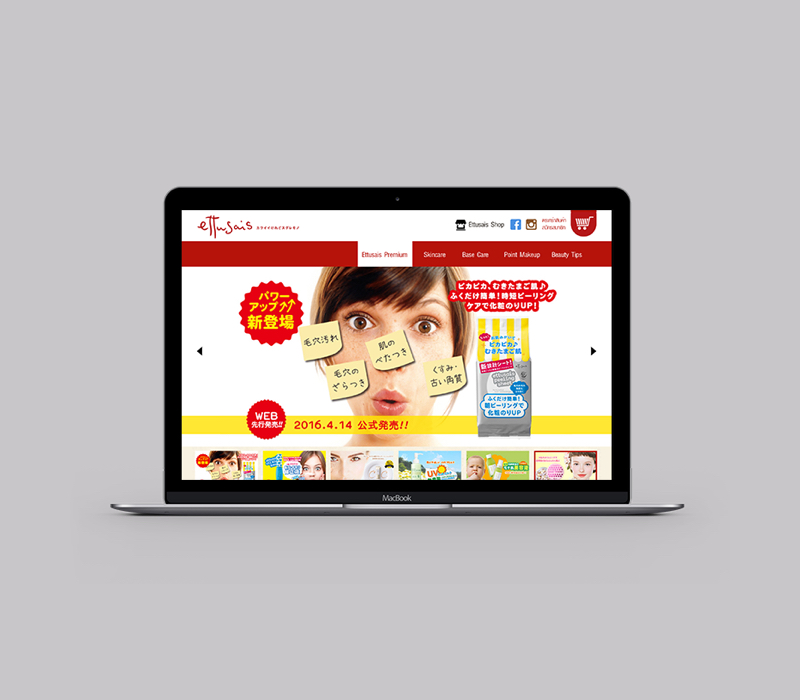 ettusais
Ettusais Shop
Ettusais Premium
Skincare
Base Care
Point Makeup
Beauty Tips
パワー
アップ
新登場
ピカピカ、むきたまご肌♪
ふくだけ簡単!時短ピーリング
ケアで化粧のりUP!
毛穴汚れ
肌の
べたつき
毛穴の
ざらつき
くすみ・
古い角質
ピカピカ♪
むきたまご肌
ettusais
peeling
sheet
ふくだけ簡単!
朝ピーリングで
化粧のりUP
WEB
先行発売!!
2016.4.14 公式発売!!
UV
MacBook